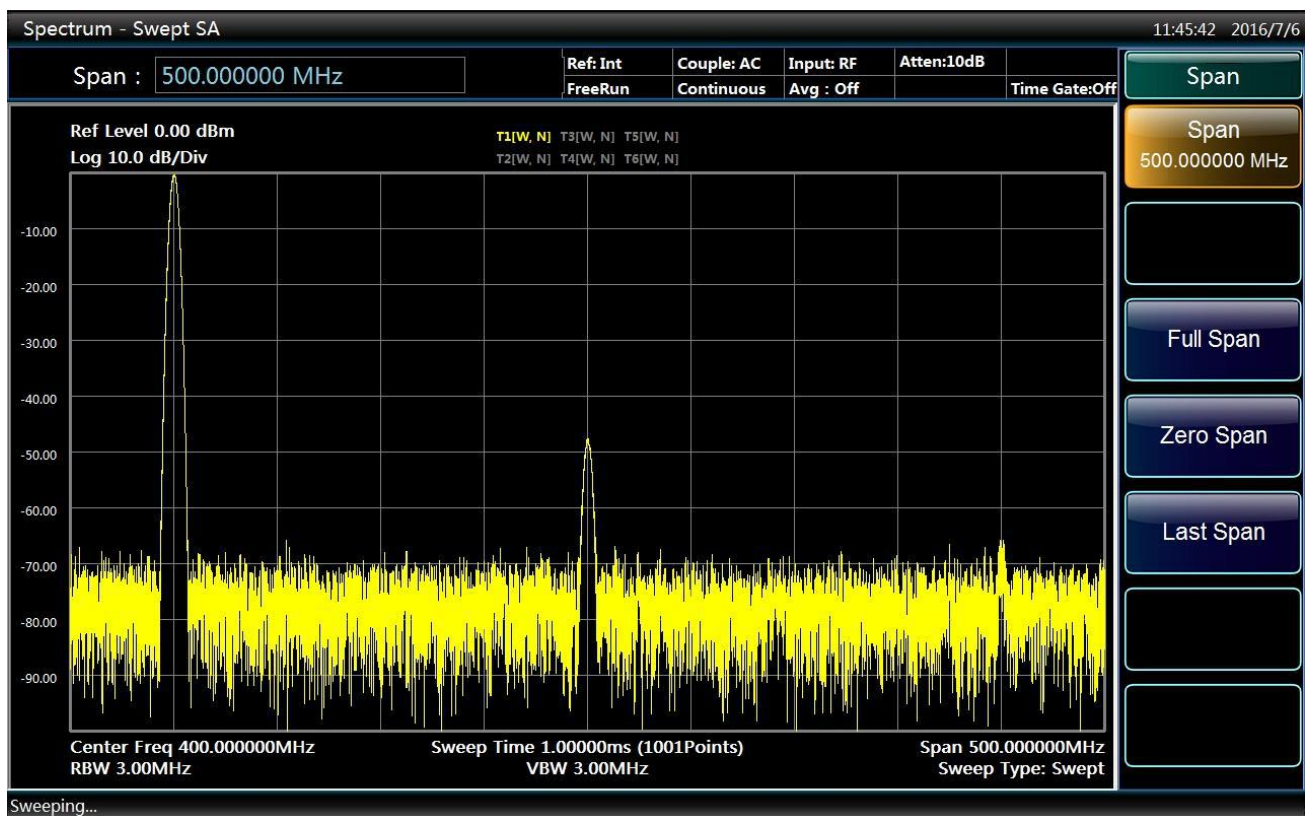 Spectrum - Swept SA 11:45:42 2016/7/6
Span : 500.000000 MHz
Ref: Int Couple: AC Input: RF Atten:10dB
FreeRun Continuous Avg : Off Time Gate:Off
Span
Ref Level 0.00 dBm
Log 10.0 dB/Div
T1[W, N] T3[W, N] T5[W, N]
T2[W, N] T4[W, N] T6[W, N]
-10.00
-20.00
-30.00
-40.00
-50.00
-60.00
-70.00
-80.00
-90.00
Center Freq 400.000000MHz Sweep Time 1.00000ms (1001Points) Span 500.000000MHz
RBW 3.00MHz VBW 3.00MHz Sweep Type: Swept
Span
500.000000 MHz
Full Span
Zero Span
Last Span
Sweeping...